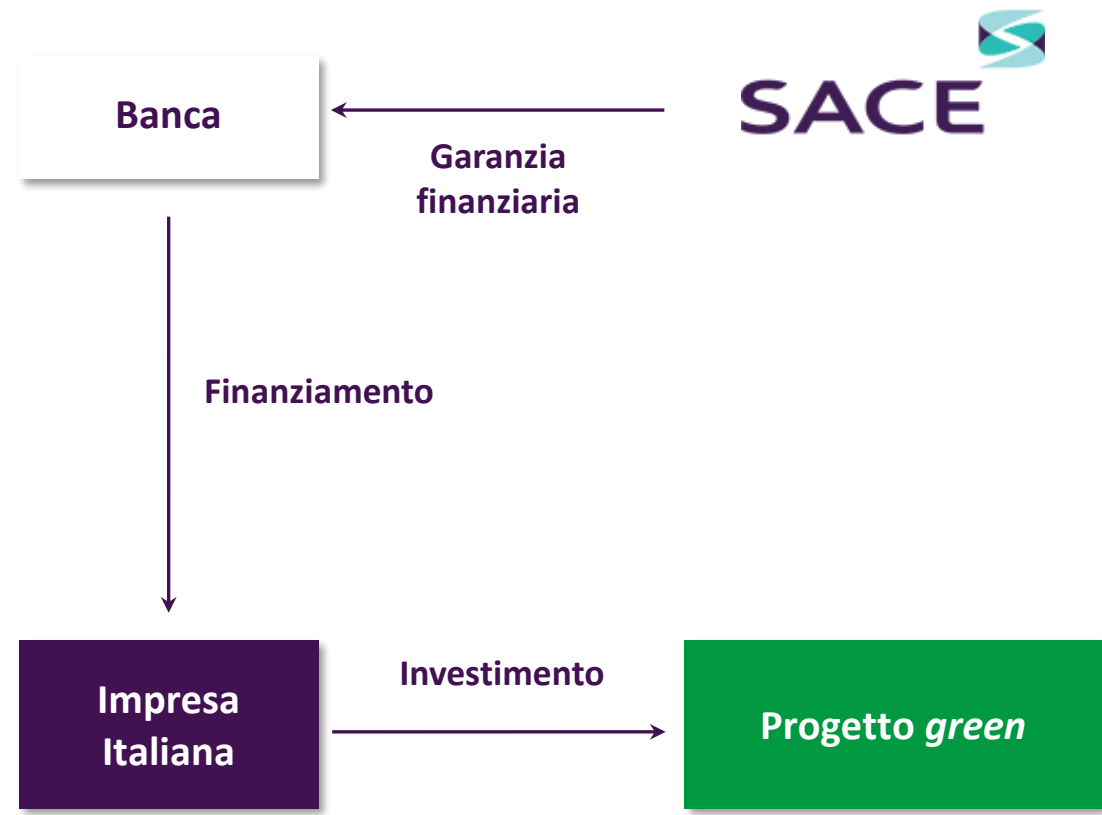 SACE
Banca
Garanzia
finanziaria
Finanziamento
Investimento
Impresa
Italiana
Progetto green